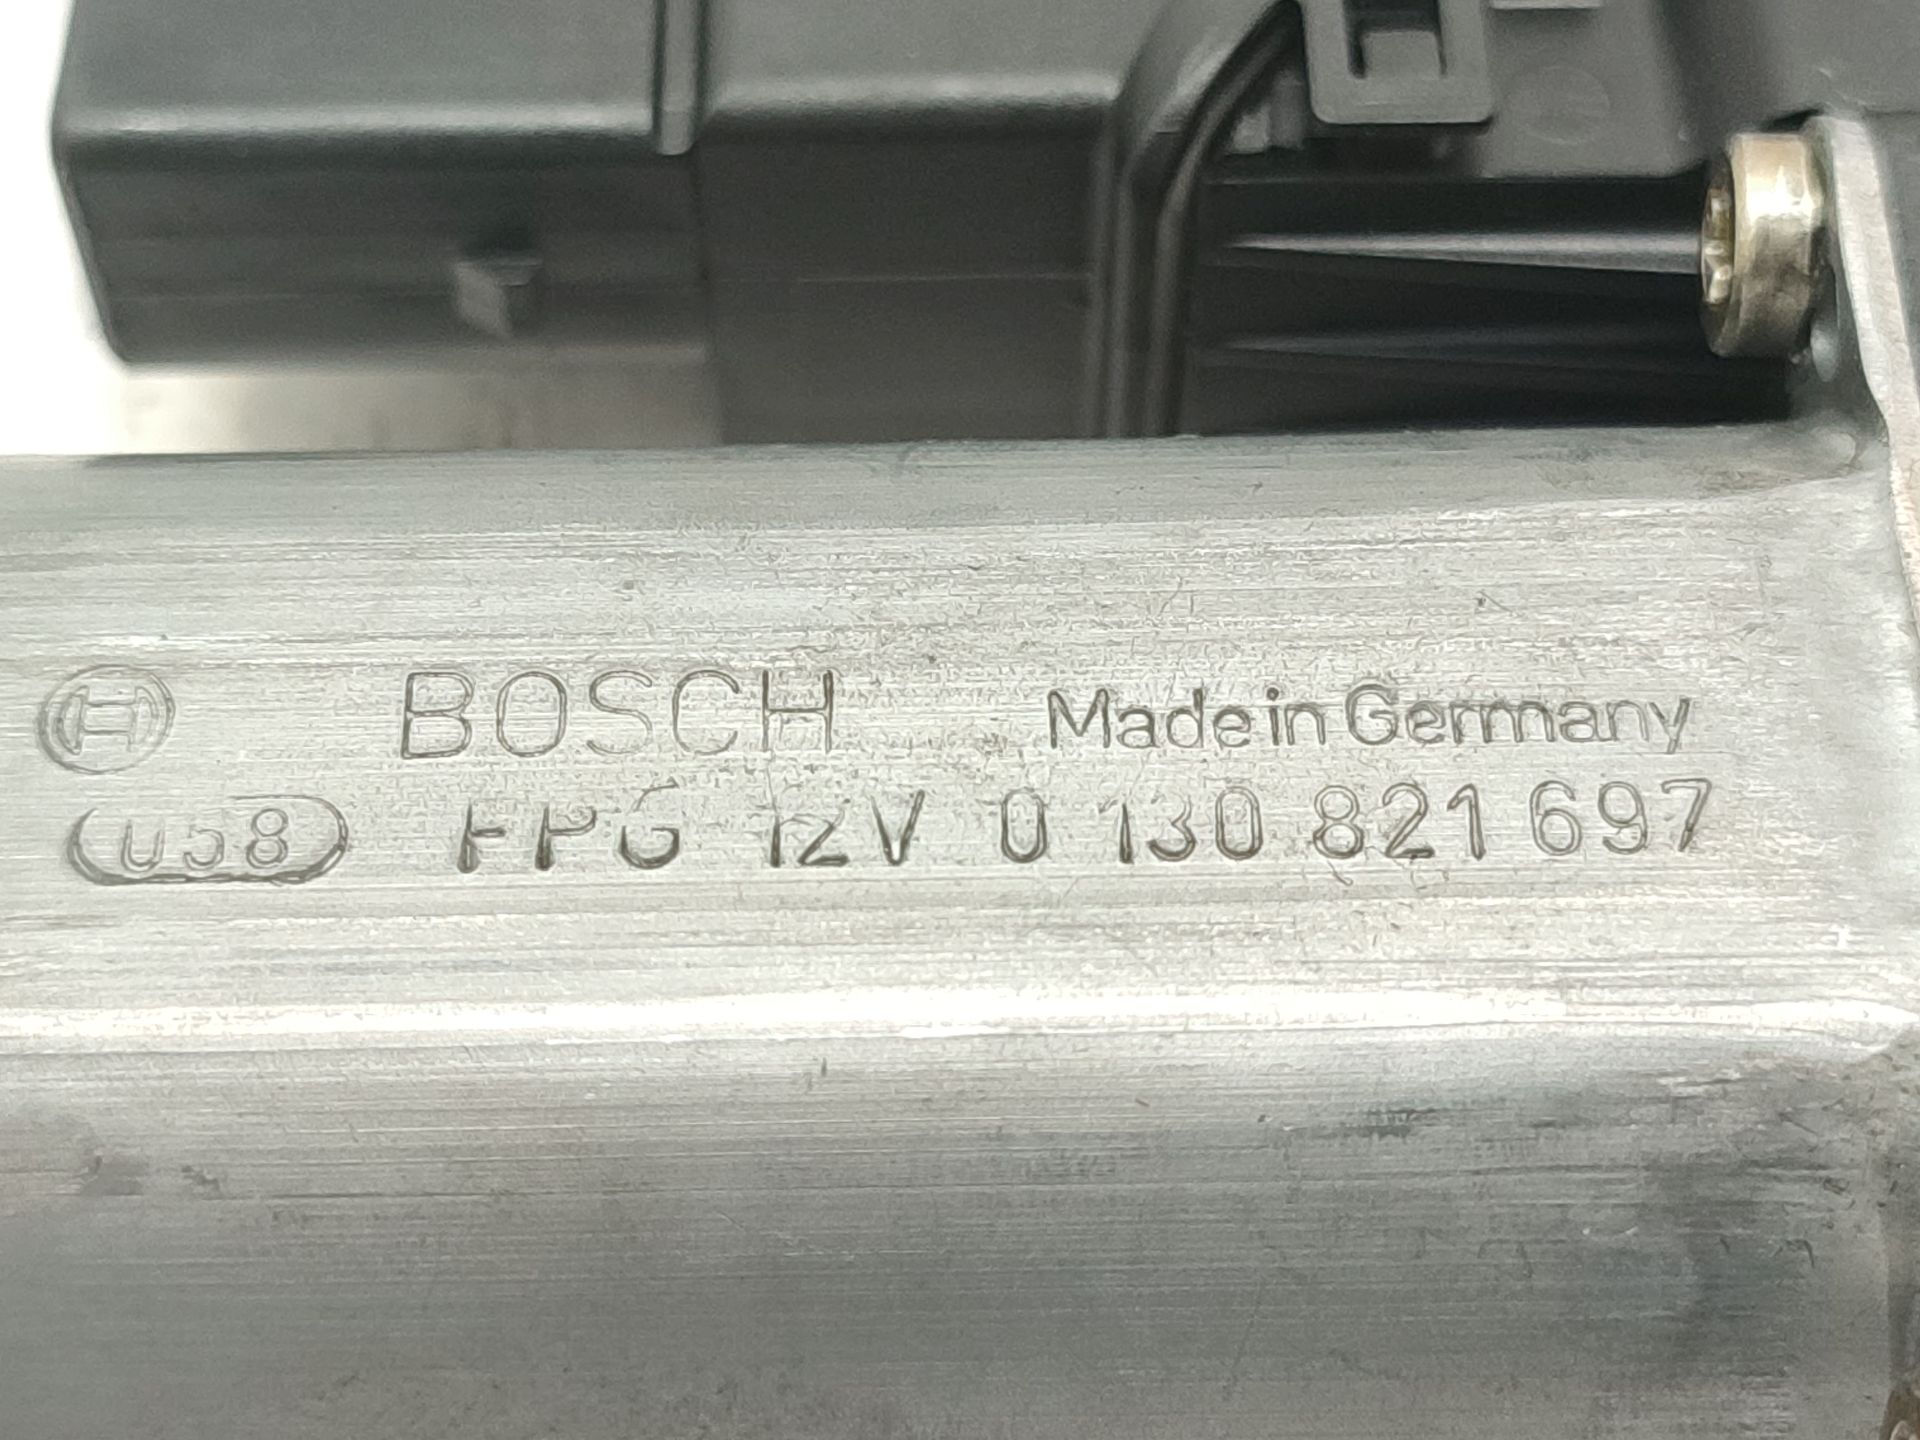 BOSCH Made in Germany
058 FPG 12V 0 130 821 697